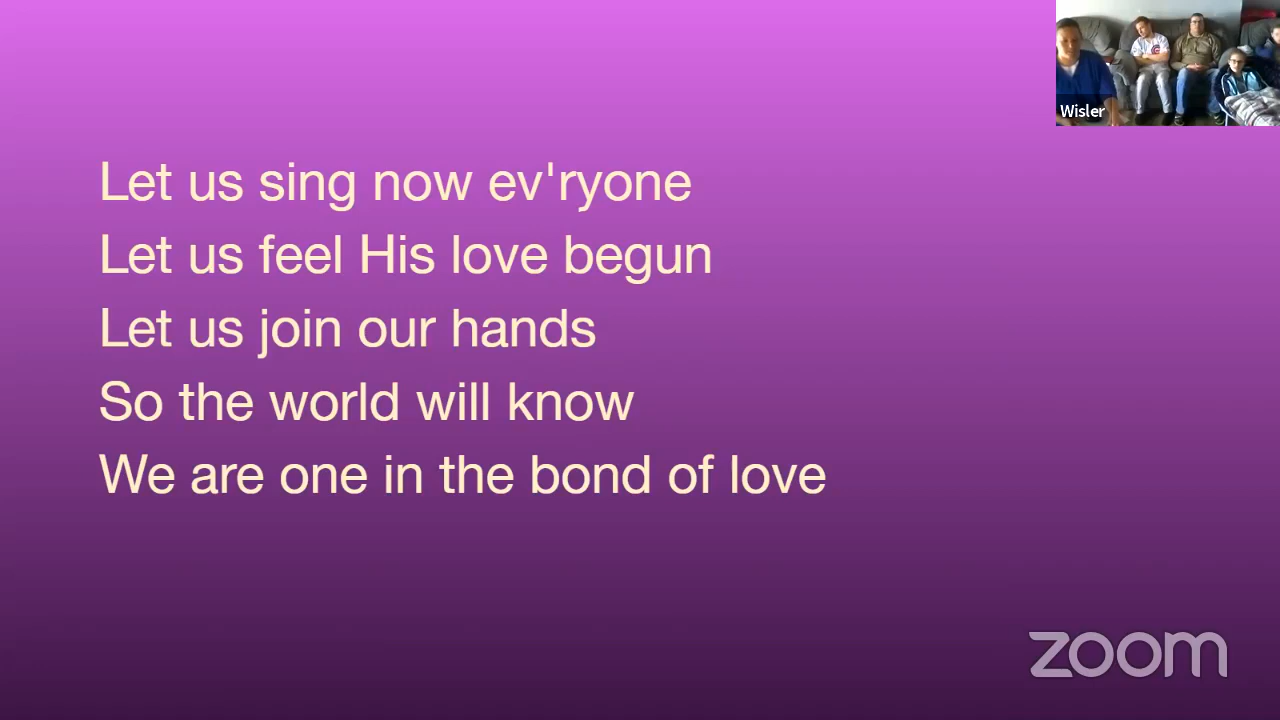 Wisler
Let us sing now ev'ryone
Let us feel His love begun
Let us join our hands
So the world will know
We are one in the bond of love
zoom